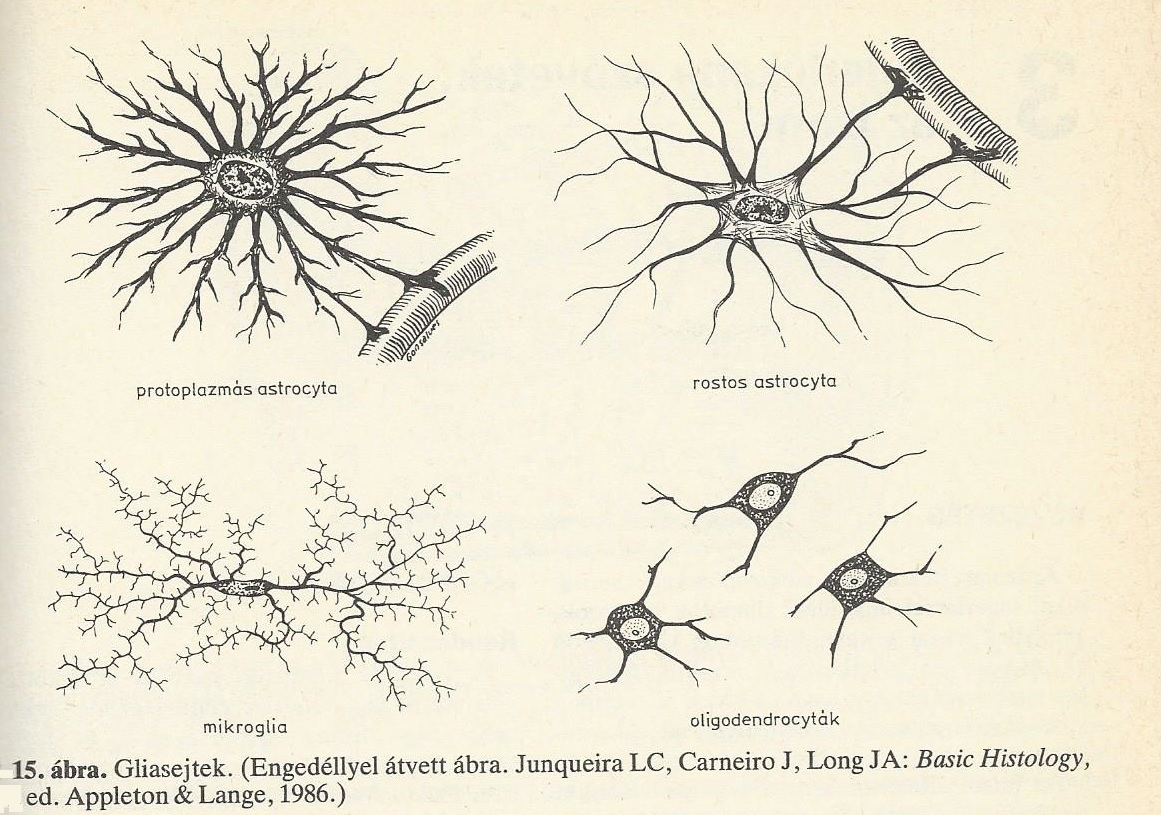 protoplazmás astrocyta
rostos astrocyta
mikroglia
oligodendrocyták
15. ábra. Gliasejtek. (Engedéllyel átvett ábra. Junqueira LC, Carneiro J, Long JA: Basic Histology,
ed. Appleton & Lange, 1986.)